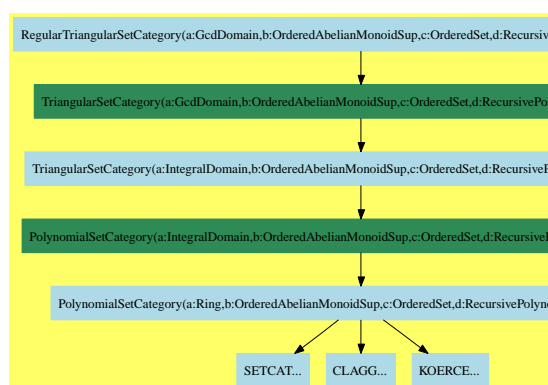 RegularTriangularSetCategory(a:GcdDomain,b:OrderedAbelianMonoidSup,c:OrderedSet,d:Recursive
TriangularSetCategory(a:GcdDomain,b:OrderedAbelianMonoidSup,c:OrderedSet,d:RecursivePo
TriangularSetCategory(a:IntegralDomain,b:OrderedAbelianMonoidSup,c:OrderedSet,d:RecursiveP
PolynomialSetCategory(a:IntegralDomain,b:OrderedAbelianMonoidSup,c:OrderedSet,d:RecursiveP
PolynomialSetCategory(a:Ring,b:OrderedAbelianMonoidSup,c:OrderedSet,d:RecursivePolyno
SETCAT... CLAGG... KOERCE...